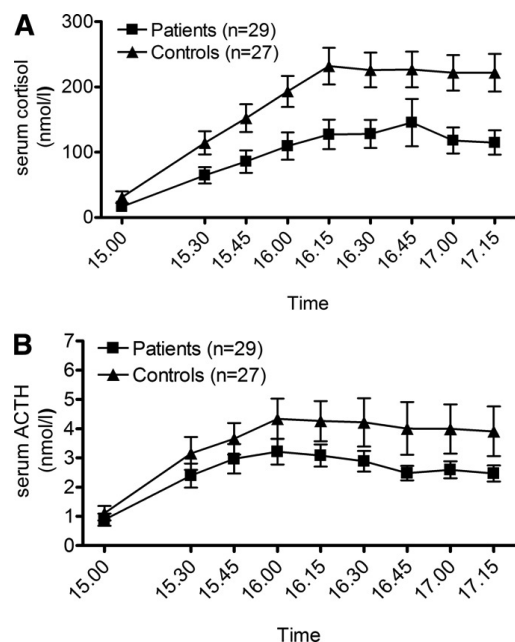 A
Patients (n=29)
Controls (n=27)
300
200
100
0
serum cortisol
(nmol/l)
15.00
15.30
15.45
16.00
16.15
16.30
16.45
17.00
17.15
Time
B
Patients (n=29)
Controls (n=27)
7
6
5
4
3
2
1
0
serum ACTH
(nmol/l)
15.00
15.30
15.45
16.00
16.15
16.30
16.45
17.00
17.15
Time